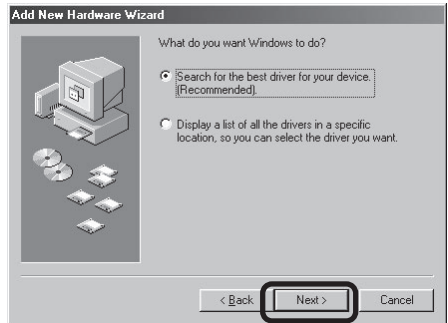 Add New Hardware Wizard
What do you want Windows to do?
Search for the best driver for your device.
(Recommended).
Display a list of all the drivers in a specific
location, so you can select the driver you want.
< Back
Next >
Cancel